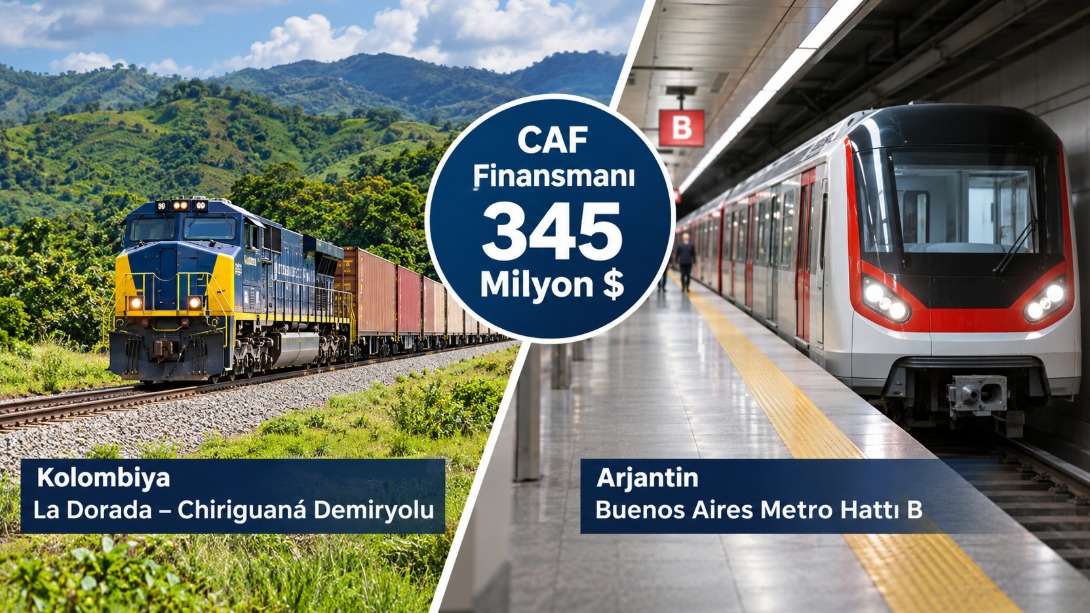 CAF
Finansmanı
345
Milyon $
B
Kolombiya
La Dorada – Chiriguaná Demiryolu
Arjantin
Buenos Aires Metro Hattı B